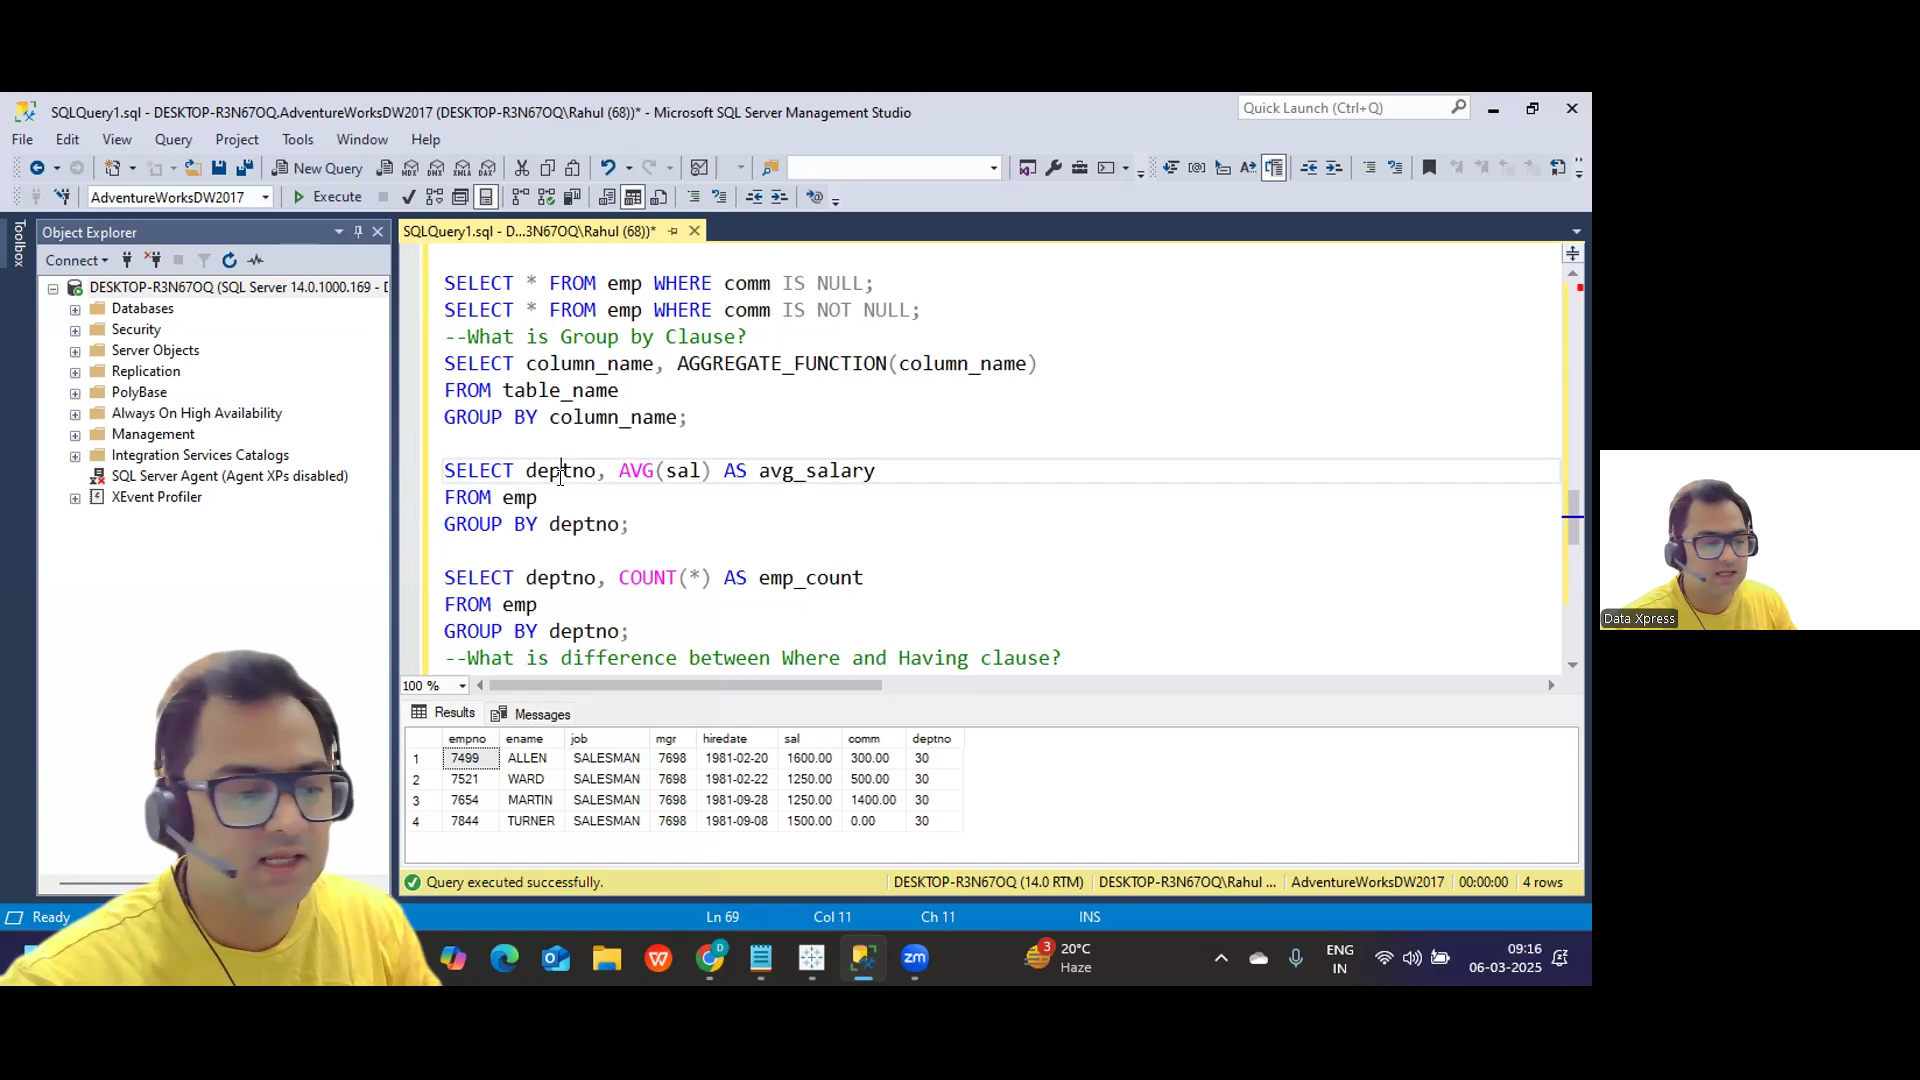 SQLQuery1.sql - DESKTOP-R3N67OQ.AdventureWorksDW2017 (DESKTOP-R3N67OQ\Rahul (68))* - Microsoft SQL Server Management Studio
Quick Launch (Ctrl+Q)
File Edit View Query Project Tools Window Help
New Query
AdventureWorksDW2017
Execute
Toolbox
Object Explorer
SQLQuery1.sql - D...3N67OQ\Rahul (68))*
Connect
DESKTOP-R3N67OQ (SQL Server 14.0.1000.169 - D
Databases
Security
Server Objects
Replication
PolyBase
Always On High Availability
Management
Integration Services Catalogs
SQL Server Agent (Agent XPs disabled)
XEvent Profiler
SELECT * FROM emp WHERE comm IS NULL;
SELECT * FROM emp WHERE comm IS NOT NULL;
--What is Group by Clause?
SELECT column_name, AGGREGATE_FUNCTION(column_name)
FROM table_name
GROUP BY column_name;
SELECT deptno, AVG(sal) AS avg_salary
FROM emp
GROUP BY deptno;
SELECT deptno, COUNT(*) AS emp_count
FROM emp
GROUP BY deptno;
--What is difference between Where and Having clause?
100 %
Results Messages
empno ename job mgr hiredate sal comm deptno
1 7499 ALLEN SALESMAN 7698 1981-02-20 1600.00 300.00 30
2 7521 WARD SALESMAN 7698 1981-02-22 1250.00 500.00 30
3 7654 MARTIN SALESMAN 7698 1981-09-28 1250.00 1400.00 30
4 7844 TURNER SALESMAN 7698 1981-09-08 1500.00 0.00 30
Query executed successfully. DESKTOP-R3N67OQ (14.0 RTM) DESKTOP-R3N67OQ\Rahul ... AdventureWorksDW2017 00:00:00 4 rows
Ready Ln 69 Col 11 Ch 11 INS
zm
3
20°C
Haze
ENG
IN
09:16
06-03-2025
Data Xpress